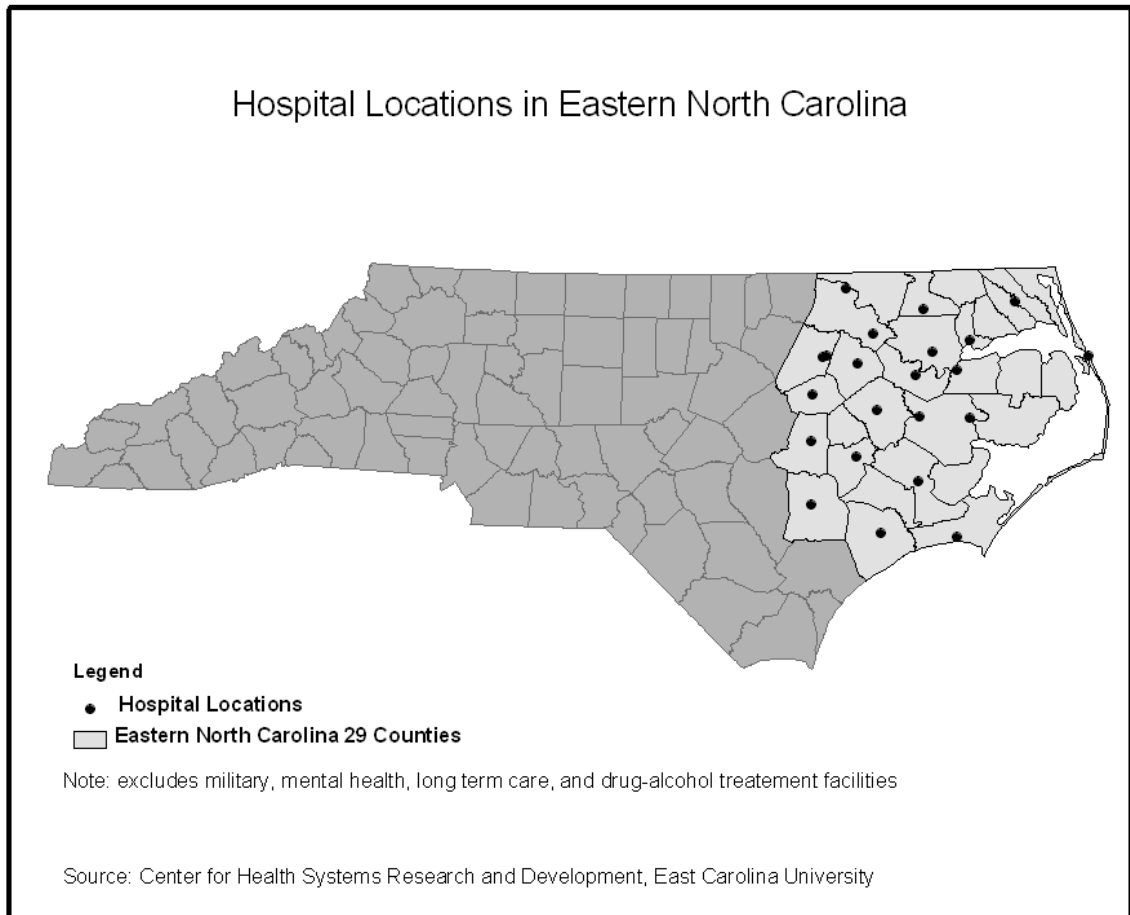 Hospital Locations in Eastern North Carolina
Legend
Hospital Locations
Eastern North Carolina 29 Counties
Note: excludes military, mental health, long term care, and drug-alcohol treatement facilities
Source: Center for Health Systems Research and Development, East Carolina University